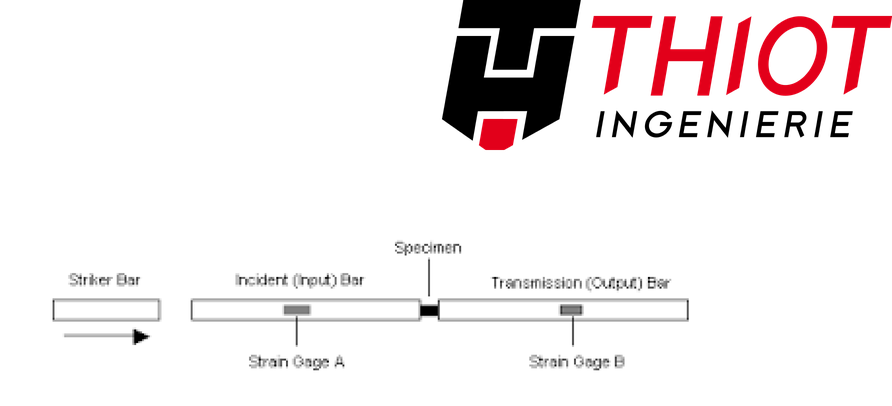 THIOT
INGENIERIE
Specimen
Striker Bar
Incident (Input) Bar
Transmission (Output) Bar
Strain Gage A
Strain Gage B